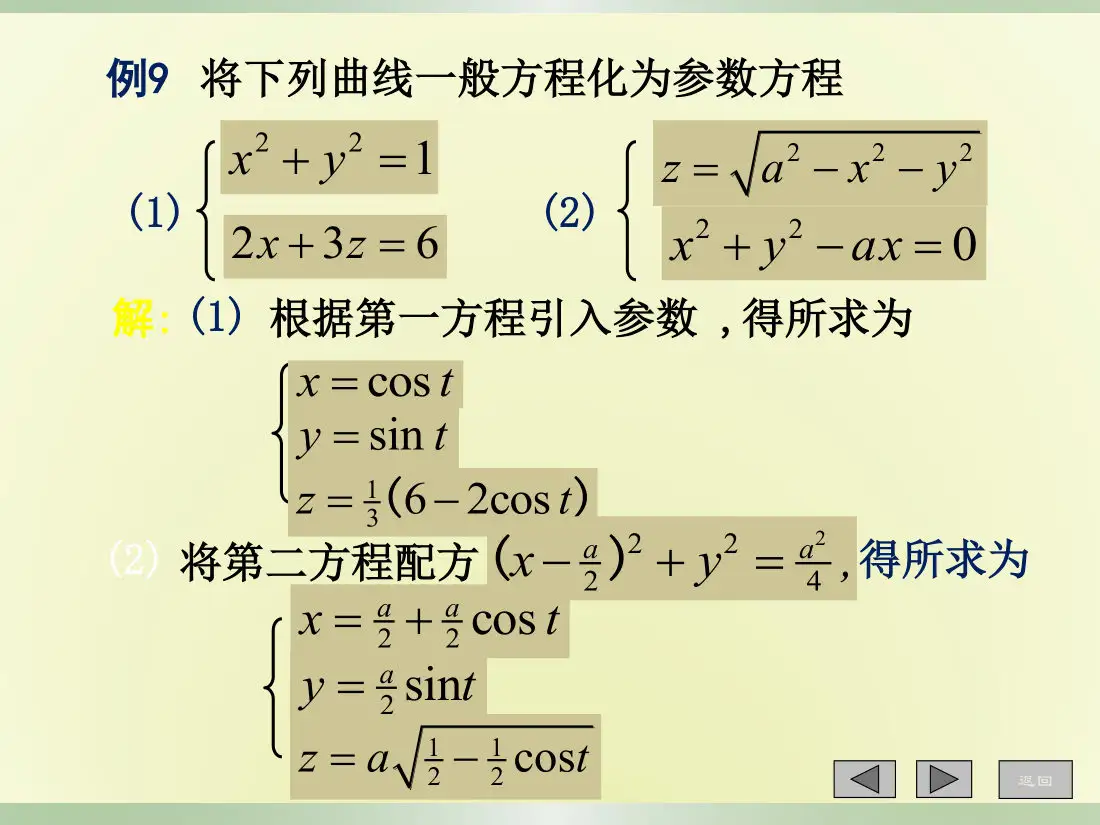 例9 将下列曲线一般方程化为参数方程
(1) { x² + y² = 1
2x + 3z = 6
(2) { z = √(a² − x² − y²)
x² + y² − ax = 0
解: (1) 根据第一方程引入参数 , 得所求为
{ x = cos t
y = sin t
z = 1/3 (6 − 2cos t)
(2) 将第二方程配方 (x − a/2)² + y² = a²/4 , 得所求为
{ x = a/2 + a/2 cos t
y = a/2 sin t
z = a√(1/2 − 1/2 cos t)
返回